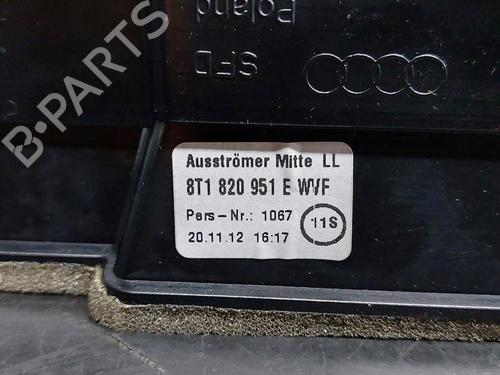 Poland
SFD
Ausströmer Mitte LL
8T1 820 951 E WVF
Pers-Nr.: 1067
11S
20.11.12 16:17
B-PARTS